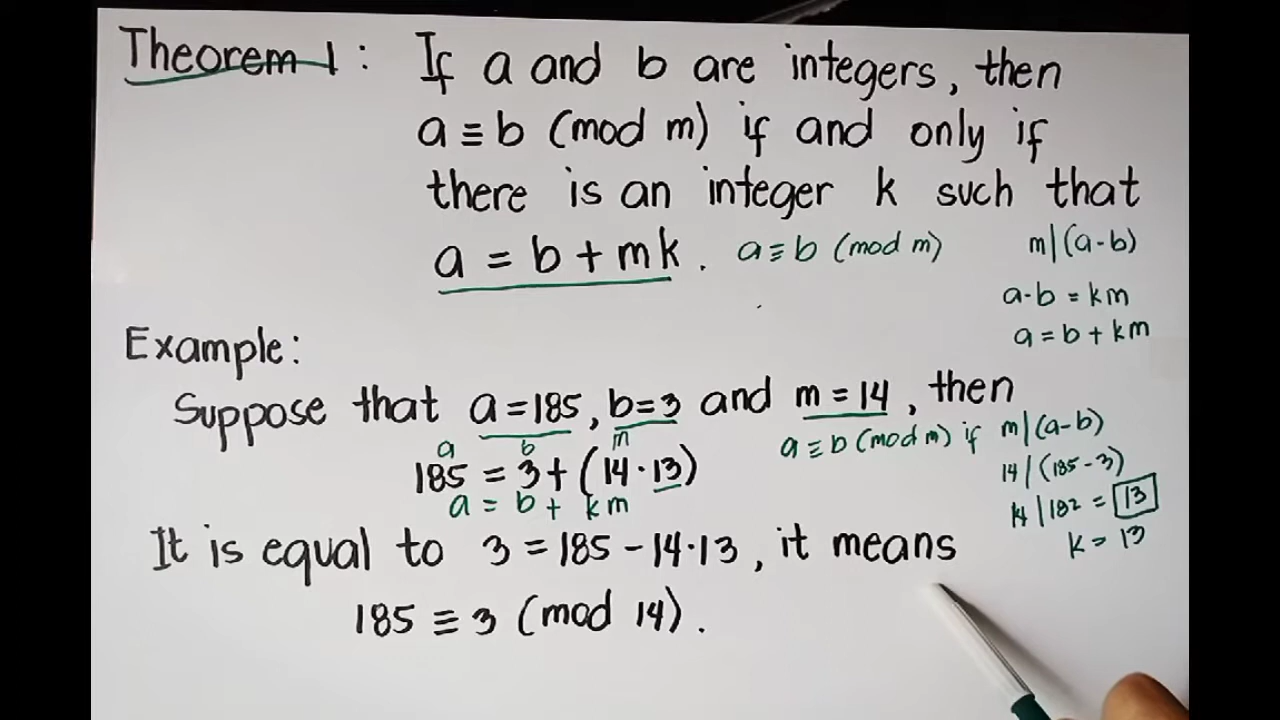 Theorem 1: If a and b are integers, then
a ≡ b (mod m) if and only if
there is an integer k such that
a = b + mk. a ≡ b (mod m) m|(a-b)
a-b = km
a = b + km
Example:
Suppose that a=185, b=3 and m=14, then
a ≡ b (mod m) if m|(a-b)
a b m
185 = 3+(14·13)
14|(185-3)
a = b + km
14|182 = 13
k = 13
It is equal to 3 = 185 - 14·13, it means
185 ≡ 3 (mod 14).